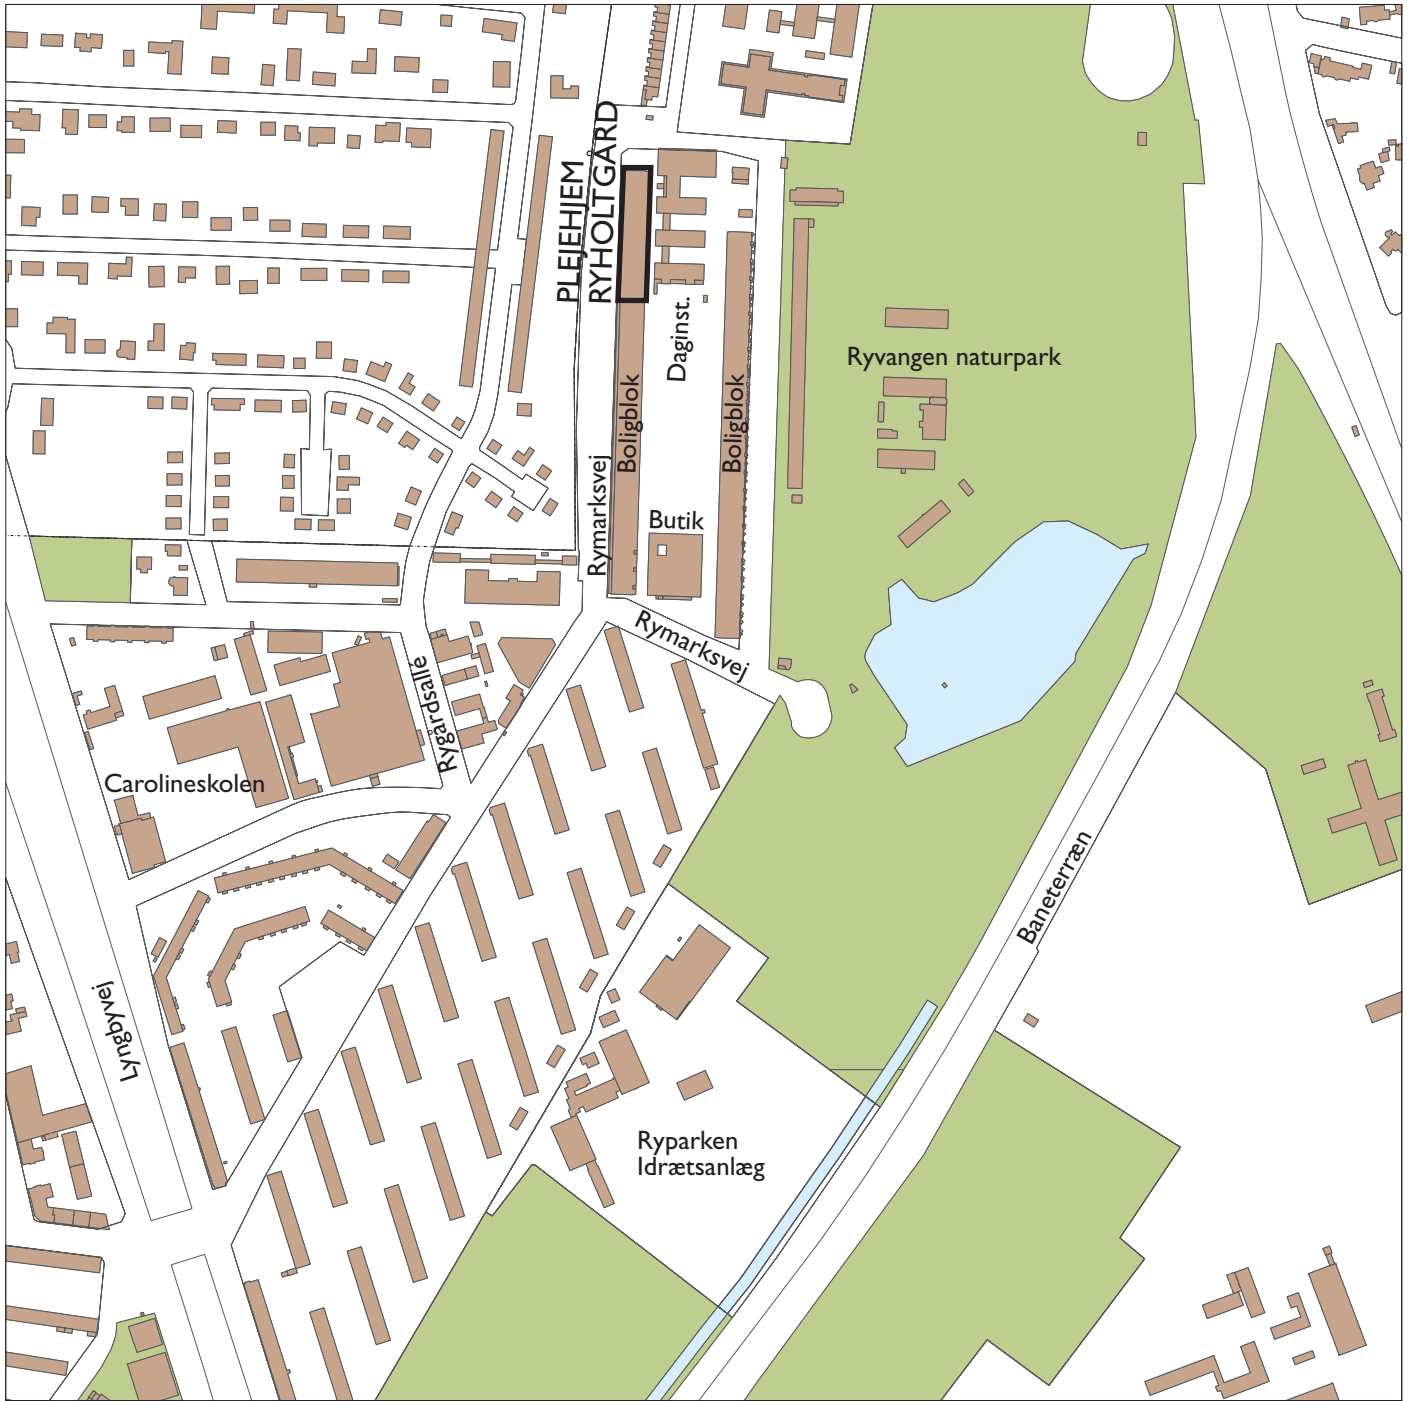 PLEJEHJEM
RYHOLTGÅRD
Daginst.
Ryvangen naturpark
Boligblok
Boligblok
Rymarksvej
Butik
Rymarksvej
Rygårdsallé
Carolineskolen
Baneterræn
Lyngbyvej
Ryparken
Idrætsanlæg